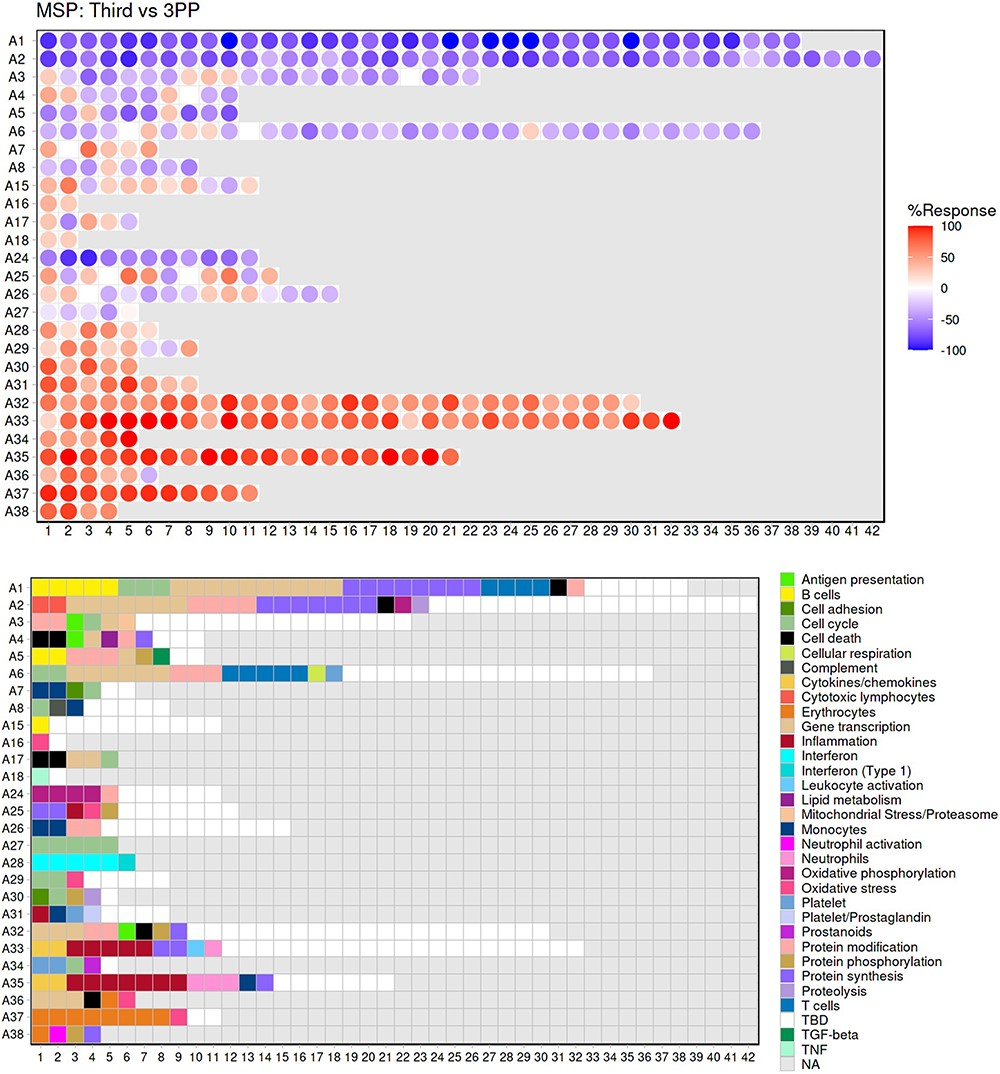 MSP: Third vs 3PP
A1
A2
A3
A4
A5
A6
A7
A8
A15
A16
A17
A18
A24
A25
A26
A27
A28
A29
A30
A31
A32
A33
A34
A35
A36
A37
A38
1 2 3 4 5 6 7 8 9 10 11 12 13 14 15 16 17 18 19 20 21 22 23 24 25 26 27 28 29 30 31 32 33 34 35 36 37 38 39 40 41 42
%Response
100
50
0
-50
-100
A1
A2
A3
A4
A5
A6
A7
A8
A15
A16
A17
A18
A24
A25
A26
A27
A28
A29
A30
A31
A32
A33
A34
A35
A36
A37
A38
1 2 3 4 5 6 7 8 9 10 11 12 13 14 15 16 17 18 19 20 21 22 23 24 25 26 27 28 29 30 31 32 33 34 35 36 37 38 39 40 41 42
Antigen presentation
B cells
Cell adhesion
Cell cycle
Cell death
Cellular respiration
Complement
Cytokines/chemokines
Cytotoxic lymphocytes
Erythrocytes
Gene transcription
Inflammation
Interferon
Interferon (Type 1)
Leukocyte activation
Lipid metabolism
Mitochondrial Stress/Proteasome
Monocytes
Neutrophil activation
Neutrophils
Oxidative phosphorylation
Oxidative stress
Platelet
Platelet/Prostaglandin
Prostanoids
Protein modification
Protein phosphorylation
Protein synthesis
Proteolysis
T cells
TBD
TGF-beta
TNF
NA